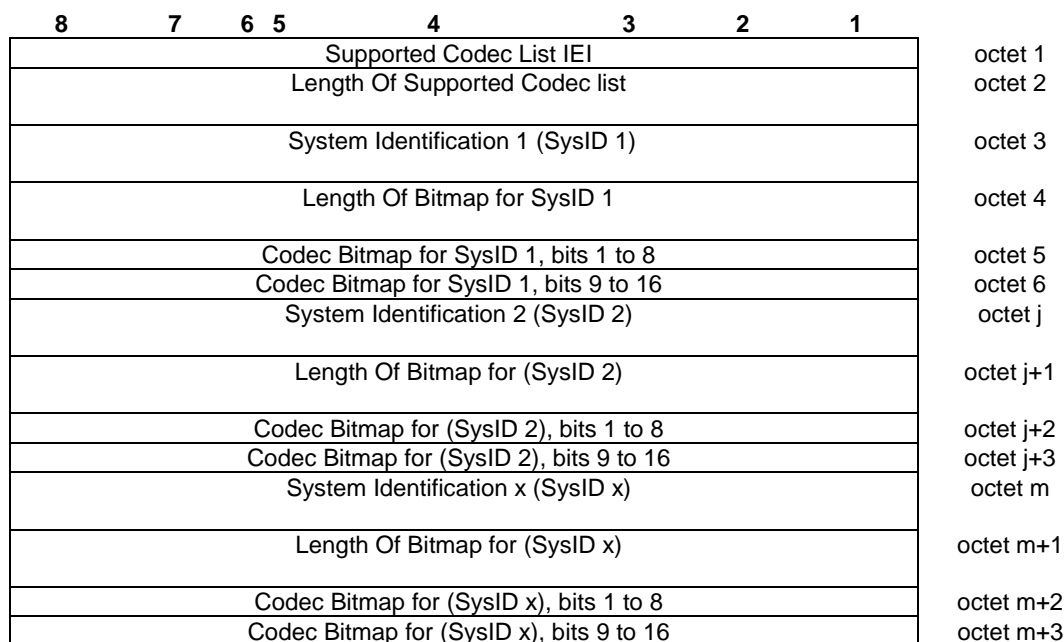 8 7 6 5 4 3 2 1
Supported Codec List IEI octet 1
Length Of Supported Codec list octet 2
System Identification 1 (SysID 1) octet 3
Length Of Bitmap for SysID 1 octet 4
Codec Bitmap for SysID 1, bits 1 to 8 octet 5
Codec Bitmap for SysID 1, bits 9 to 16 octet 6
System Identification 2 (SysID 2) octet j
Length Of Bitmap for (SysID 2) octet j+1
Codec Bitmap for (SysID 2), bits 1 to 8 octet j+2
Codec Bitmap for (SysID 2), bits 9 to 16 octet j+3
System Identification x (SysID x) octet m
Length Of Bitmap for (SysID x) octet m+1
Codec Bitmap for (SysID x), bits 1 to 8 octet m+2
Codec Bitmap for (SysID x), bits 9 to 16 octet m+3